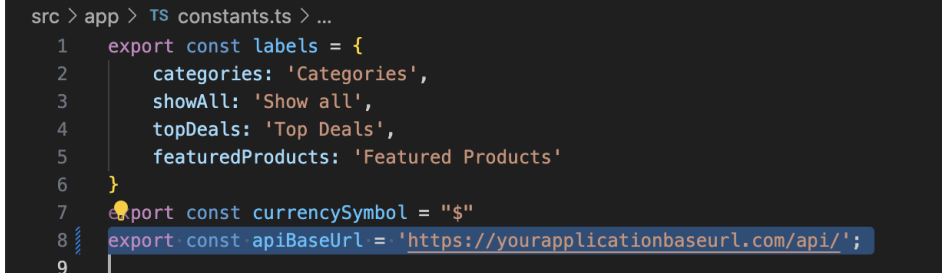 src > app > TS constants.ts > ...
1 export const labels = {
2 categories: 'Categories',
3 showAll: 'Show all',
4 topDeals: 'Top Deals',
5 featuredProducts: 'Featured Products'
6 }
7 export const currencySymbol = "$"
8 export const apiBaseUrl = 'https://yourapplicationbaseurl.com/api/';
9